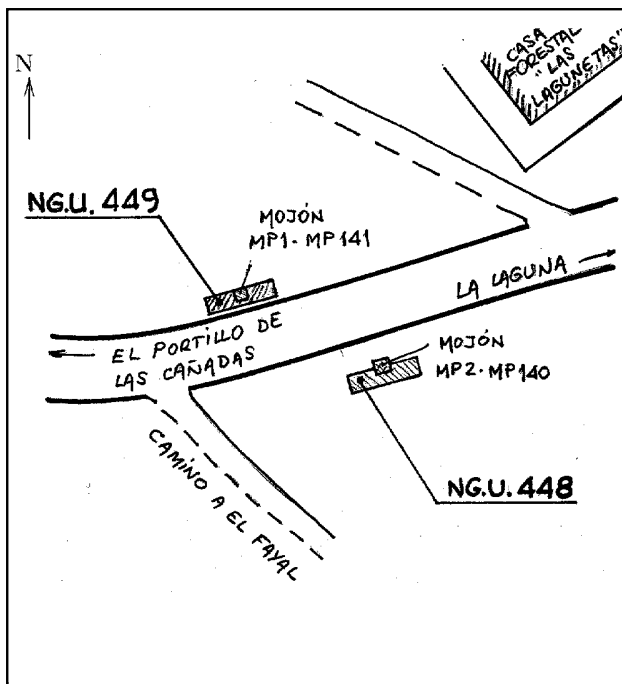 N
CASA
FORESTAL
"LAS
LAGUNETAS"
NG.U. 449
MOJÓN
MP1-MP141
LA LAGUNA
EL PORTILLO DE
LAS CAÑADAS
MOJÓN
MP2-MP140
NG.U. 448
CAMINO A EL FAYAL